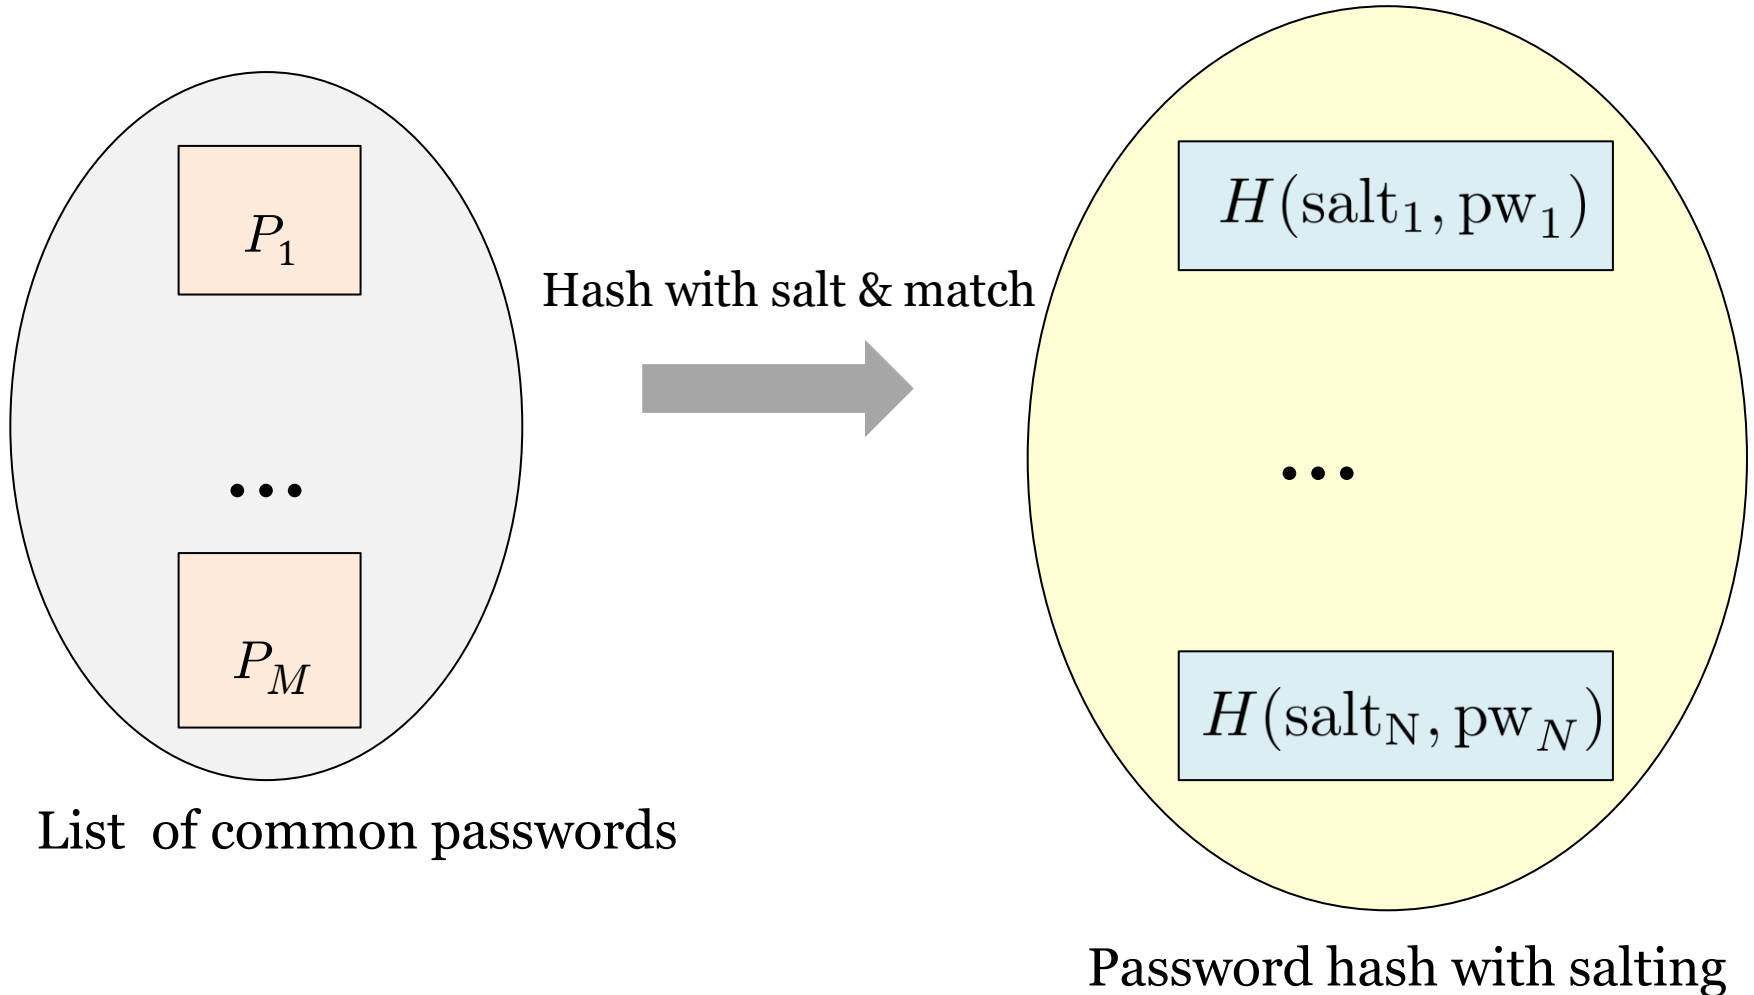 P₁
...
P_M
List of common passwords
Hash with salt & match
H(salt₁, pw₁)
...
H(salt_N, pw_N)
Password hash with salting